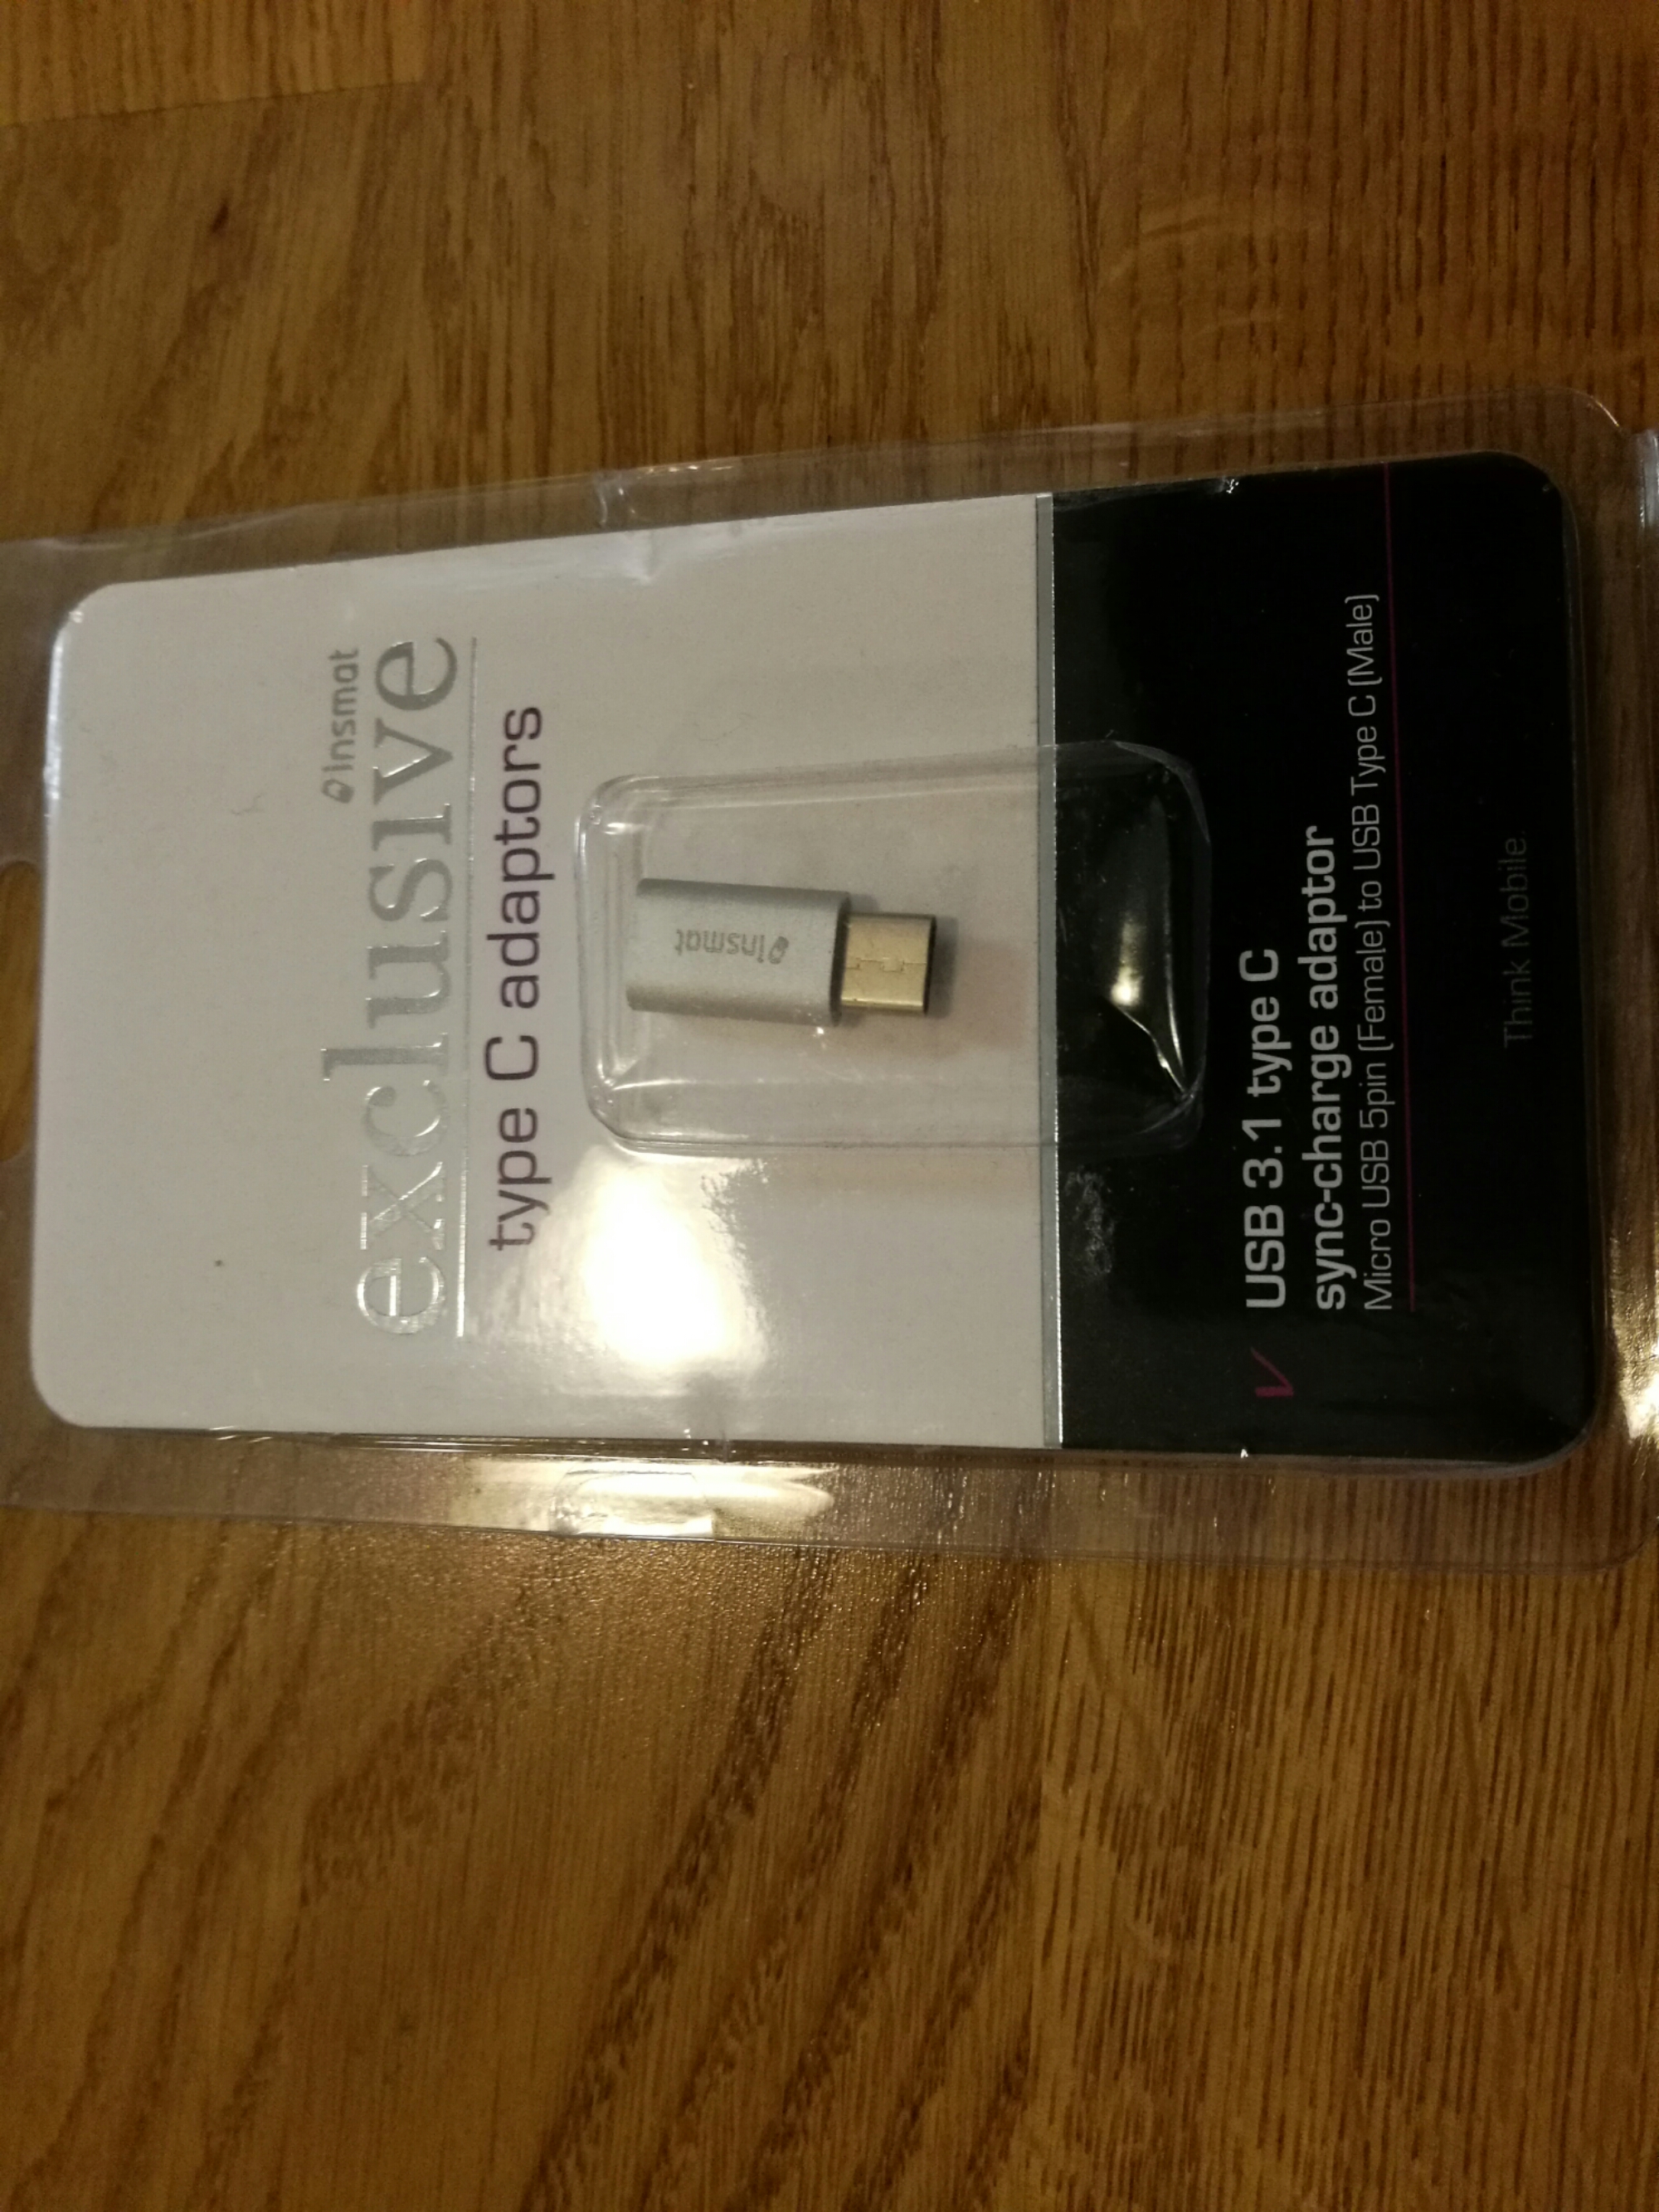 Insmat
exclusive
type C adaptors
Insmat
USB 3.1 type C
sync-charge adaptor
Micro USB 5pin (Female) to USB Type C (Male)
Think Mobile.